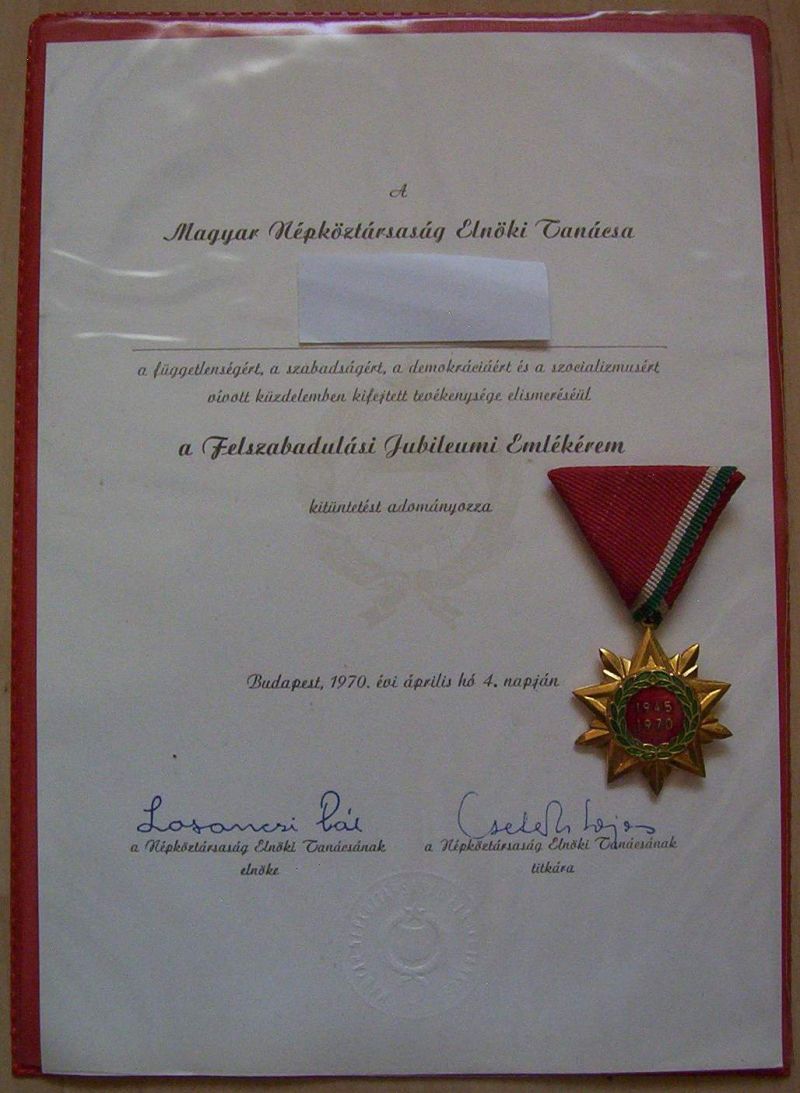 A
Magyar Népköztársaság Elnöki Tanácsa
a függetlenségért, a szabadságért, a demokráciáért és a szocializmusért
vívott küzdelemben kifejtett tevékenysége elismeréséül
a Felszabadulási Jubileumi Emlékérem
kitüntetést adományozza
Budapest, 1970. évi április hó 4. napján
1945
1970
Losonczi Pál
Cseterki Lajos
a Népköztársaság Elnöki Tanácsának
elnöke
a Népköztársaság Elnöki Tanácsának
titkára